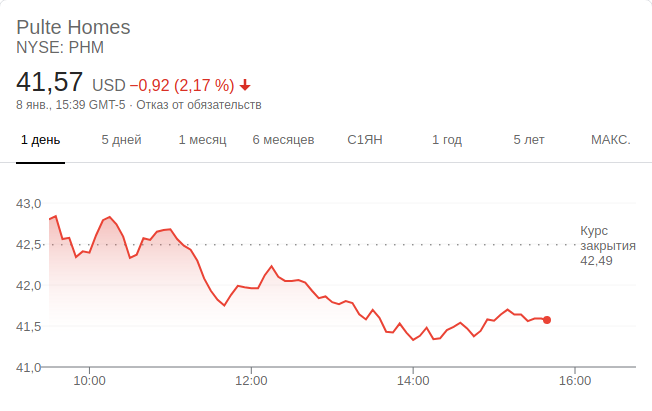 Pulte Homes
NYSE: PHM
41,57 USD −0,92 (2,17 %)
8 янв., 15:39 GMT-5 · Отказ от обязательств
1 день 5 дней 1 месяц 6 месяцев С1ЯН 1 год 5 лет МАКС.
43,0
42,5
42,0
41,5
41,0
Курс
закрытия
42,49
10:00 12:00 14:00 16:00